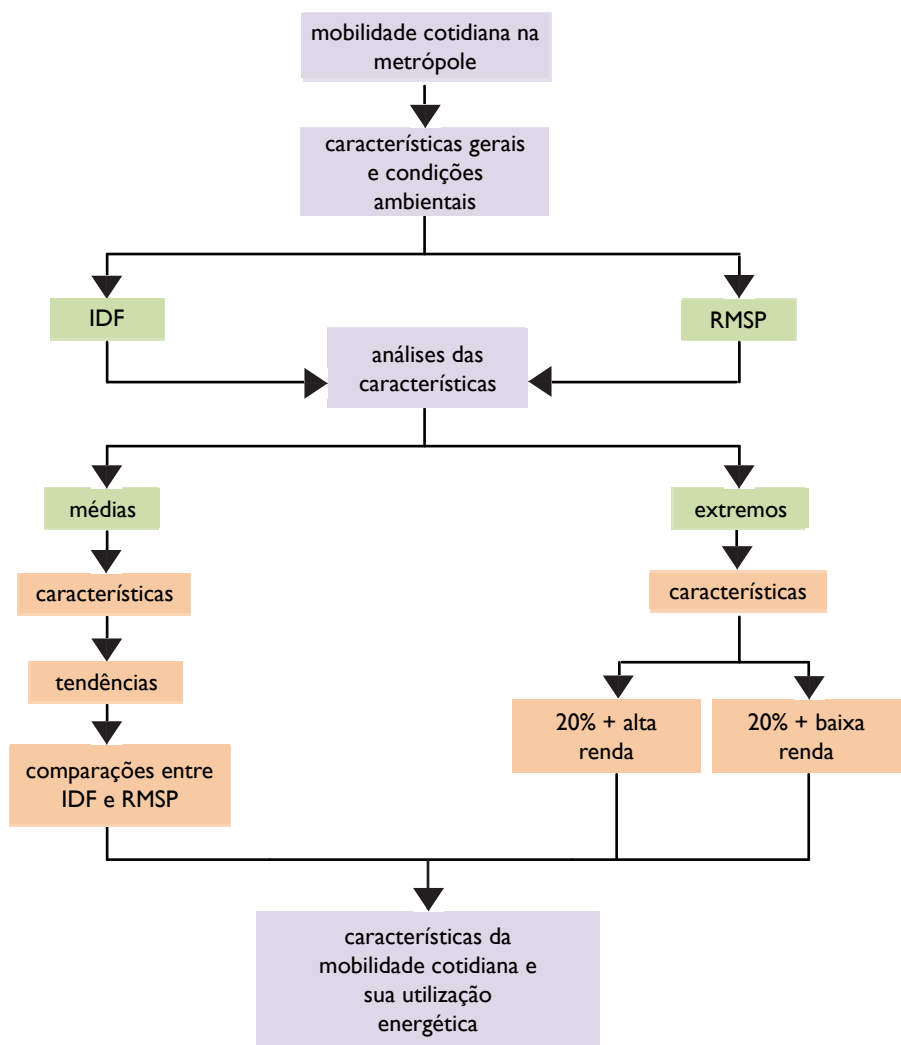 mobilidade cotidiana na
metrópole
características gerais
e condições
ambientais
IDF
RMSP
análises das
características
médias
extremos
características
características
tendências
20% + alta
renda
20% + baixa
renda
comparações entre
IDF e RMSP
características da
mobilidade cotidiana e
sua utilização
energética